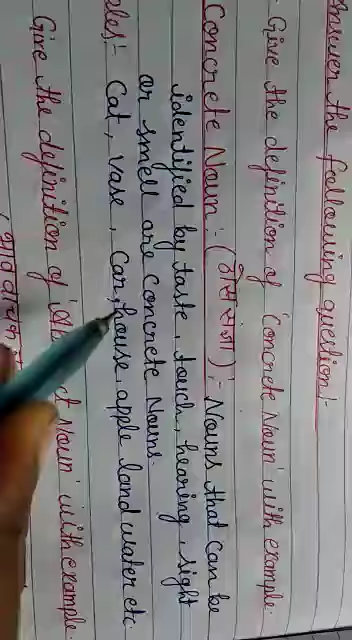 Answer the following question:-
Give the definition of 'Concrete Noun' with example.
Concrete Noun:- (ठोस संज्ञा) :- Nouns that can be
identified by taste, touch, hearing, sight
or smell are Concrete Nouns.
ples:- Cat, Vase, Car, house, apple land water etc.
Give the definition of 'A ct Noun' with example.